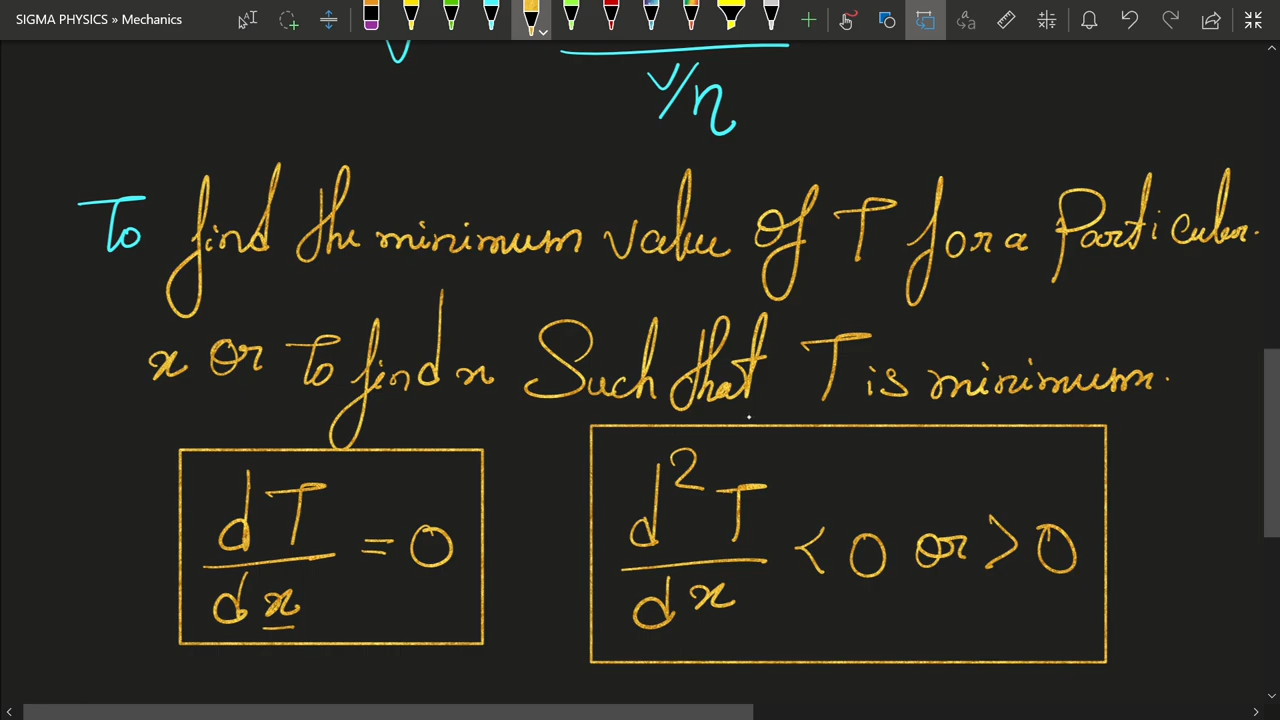 SIGMA PHYSICS » Mechanics
v/n
To find the minimum value of T for a Particular
x or to find x Such that T is minimum.
dT/dx = 0
d²T/dx < 0 or > 0